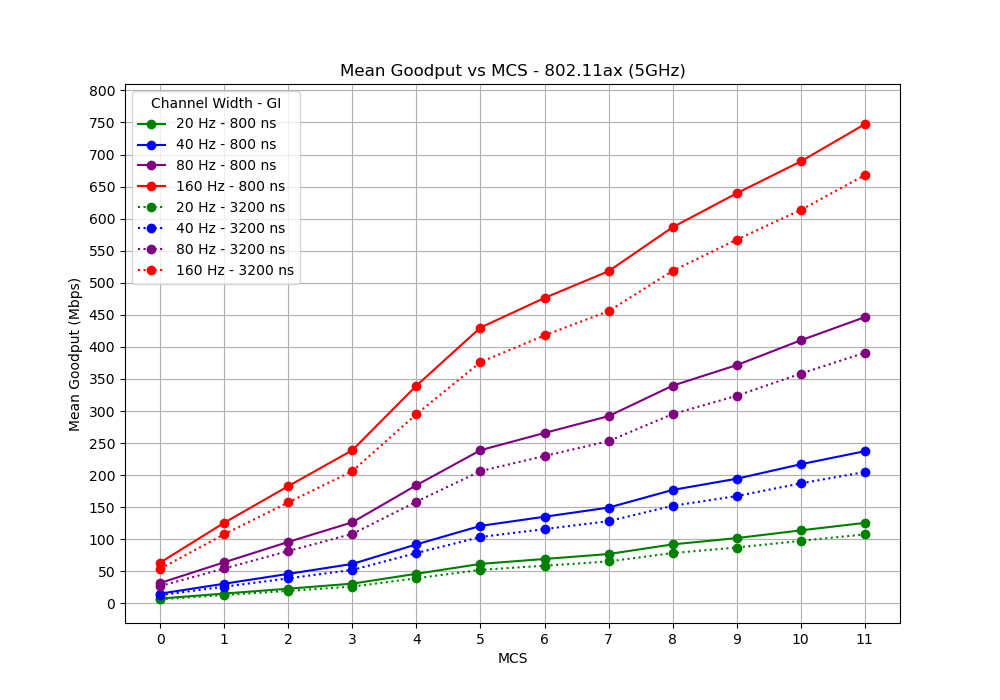 Mean Goodput vs MCS - 802.11ax (5GHz)
Mean Goodput (Mbps)
800
750
700
650
600
550
500
450
400
350
300
250
200
150
100
50
0
Channel Width - GI
20 Hz - 800 ns
40 Hz - 800 ns
80 Hz - 800 ns
160 Hz - 800 ns
20 Hz - 3200 ns
40 Hz - 3200 ns
80 Hz - 3200 ns
160 Hz - 3200 ns
0 1 2 3 4 5 6 7 8 9 10 11
MCS